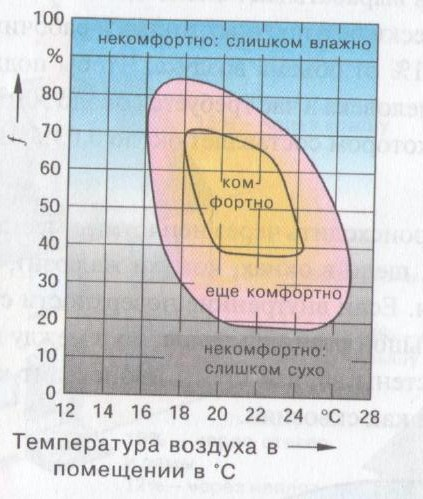 100
%
80
70
60
50
40
30
20
10
0
f
некомфортно: слишком влажно
ком-
фортно
еще комфортно
некомфортно:
слишком сухо
12 14 16 18 20 22 24 °C 28
Температура воздуха в
помещении в °C